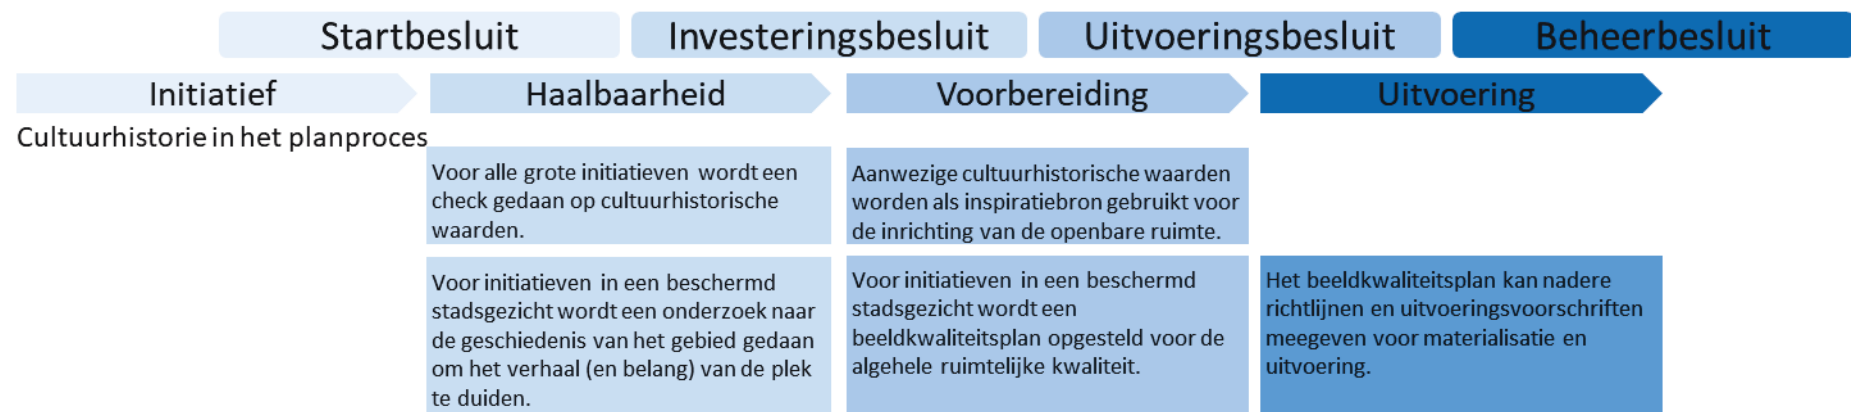 Startbesluit Investeringsbesluit Uitvoeringsbesluit Beheerbesluit
Initiatief Haalbaarheid Voorbereiding Uitvoering
Cultuurhistorie in het planproces
Voor alle grote initiatieven wordt een
check gedaan op cultuurhistorische
waarden.
Aanwezige cultuurhistorische waarden
worden als inspiratiebron gebruikt voor
de inrichting van de openbare ruimte.
Voor initiatieven in een beschermd
stadsgezicht wordt een onderzoek naar
de geschiedenis van het gebied gedaan
om het verhaal (en belang) van de plek
te duiden.
Voor initiatieven in een beschermd
stadsgezicht wordt een
beeldkwaliteitsplan opgesteld voor de
algehele ruimtelijke kwaliteit.
Het beeldkwaliteitsplan kan nadere
richtlijnen en uitvoeringsvoorschriften
meegeven voor materialisatie en
uitvoering.